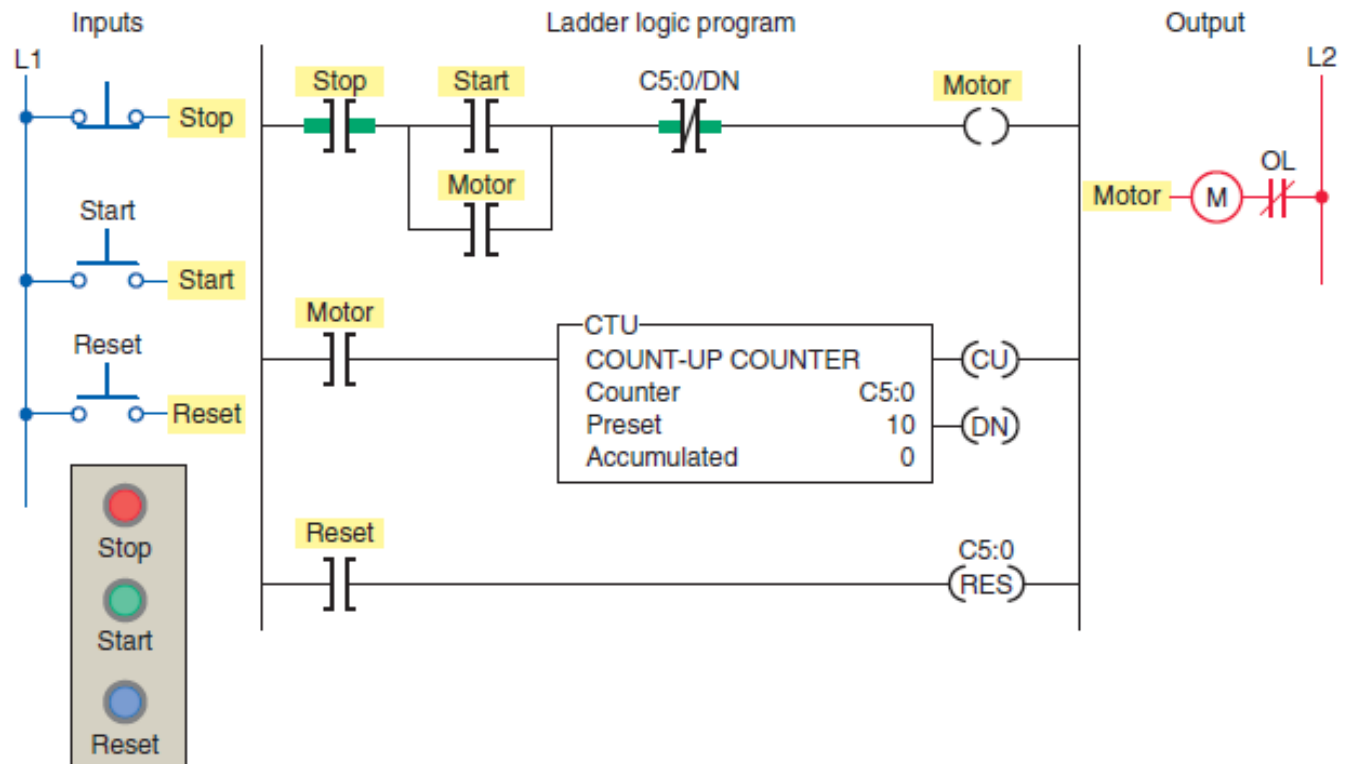 Inputs
Ladder logic program
Output
L1
L2
Stop
Start
C5:0/DN
Motor
Stop
Motor
OL
Motor
M
Start
Start
Motor
CTU
COUNT-UP COUNTER
Counter C5:0
Preset 10
Accumulated 0
CU
DN
Reset
Reset
Reset
C5:0
RES
Stop
Start
Reset